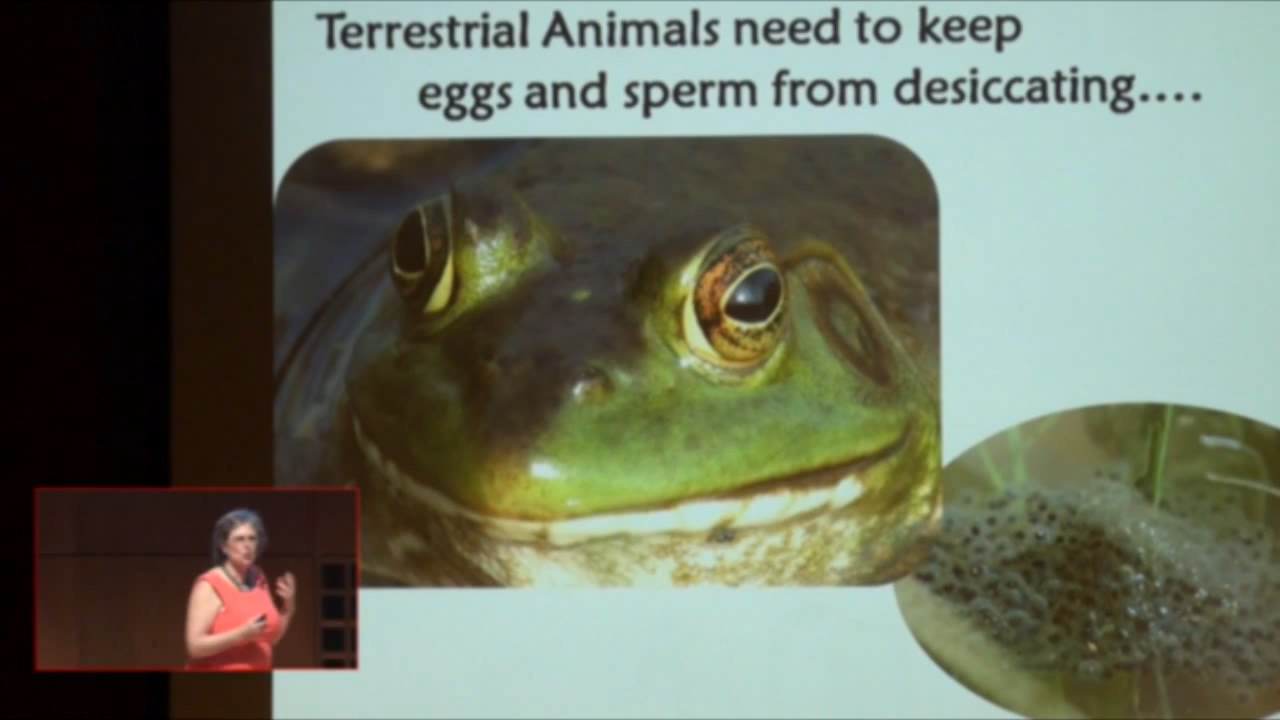 Terrestrial Animals need to keep
eggs and sperm from desiccating....